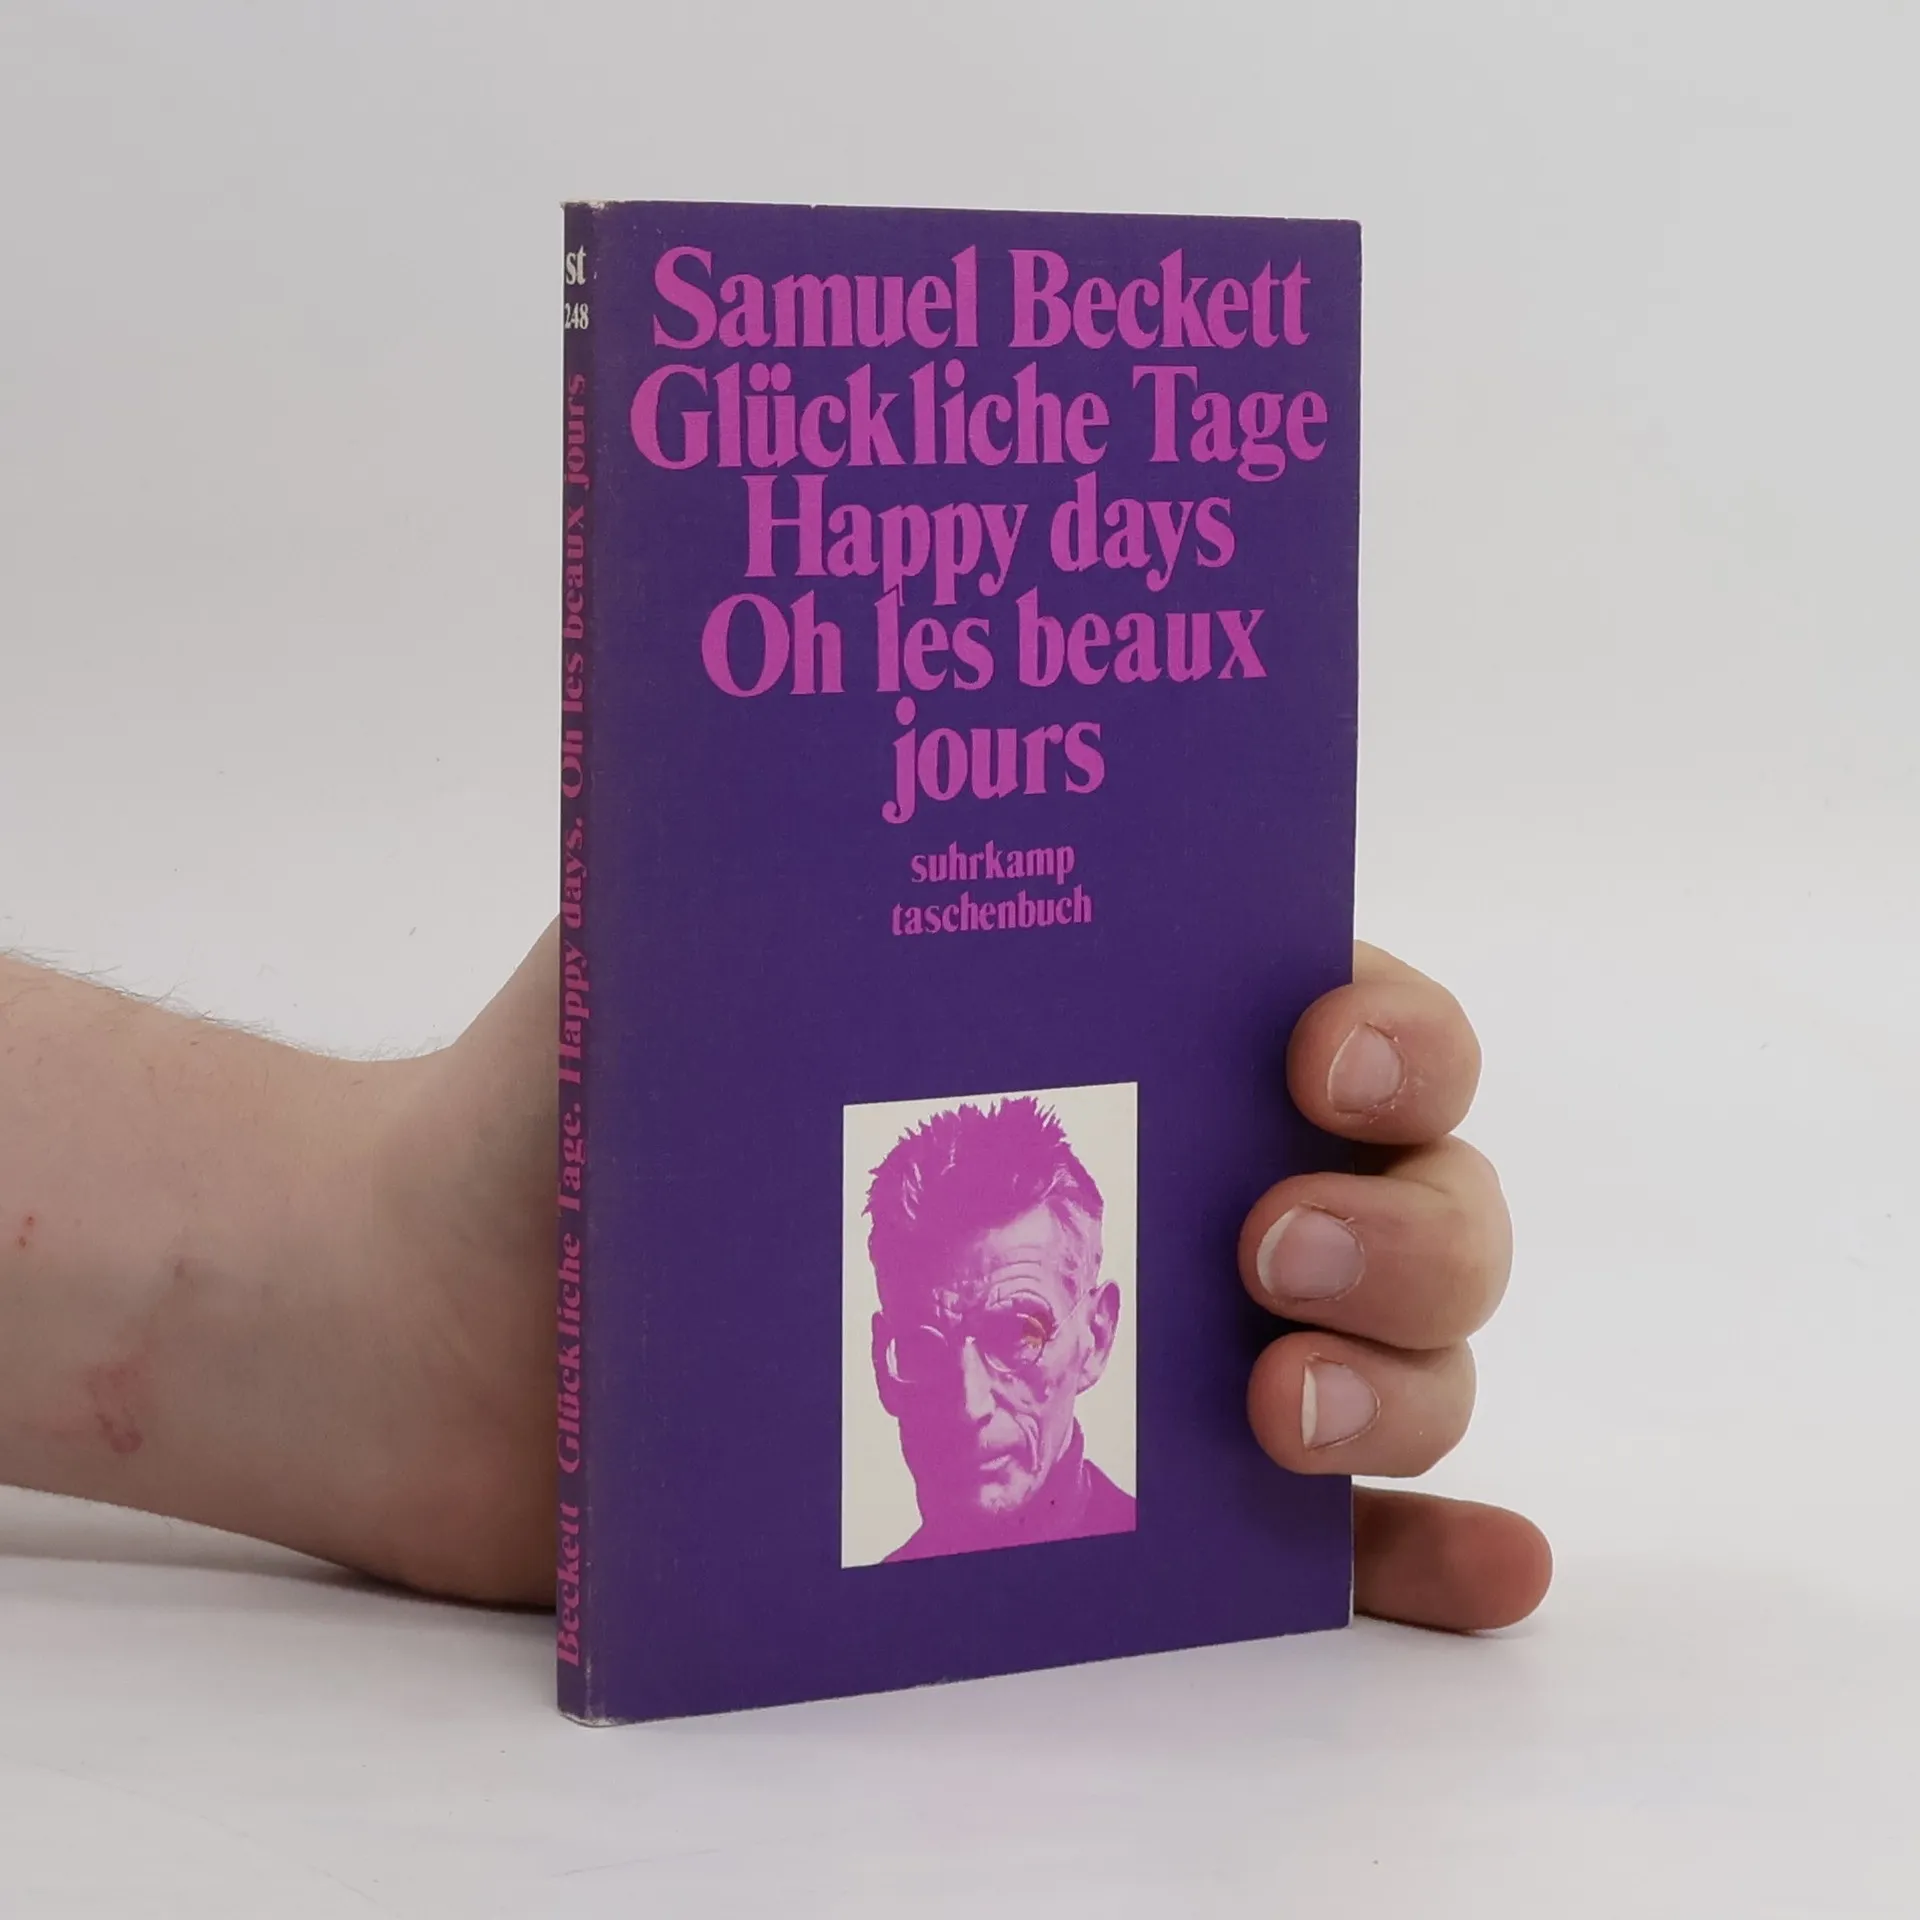 Samuel Beckett
Glückliche Tage
Happy days
Oh les beaux
jours
suhrkamp
taschenbuch
st
248
Beckett Glückliche Tage. Happy days. Oh les beaux jours